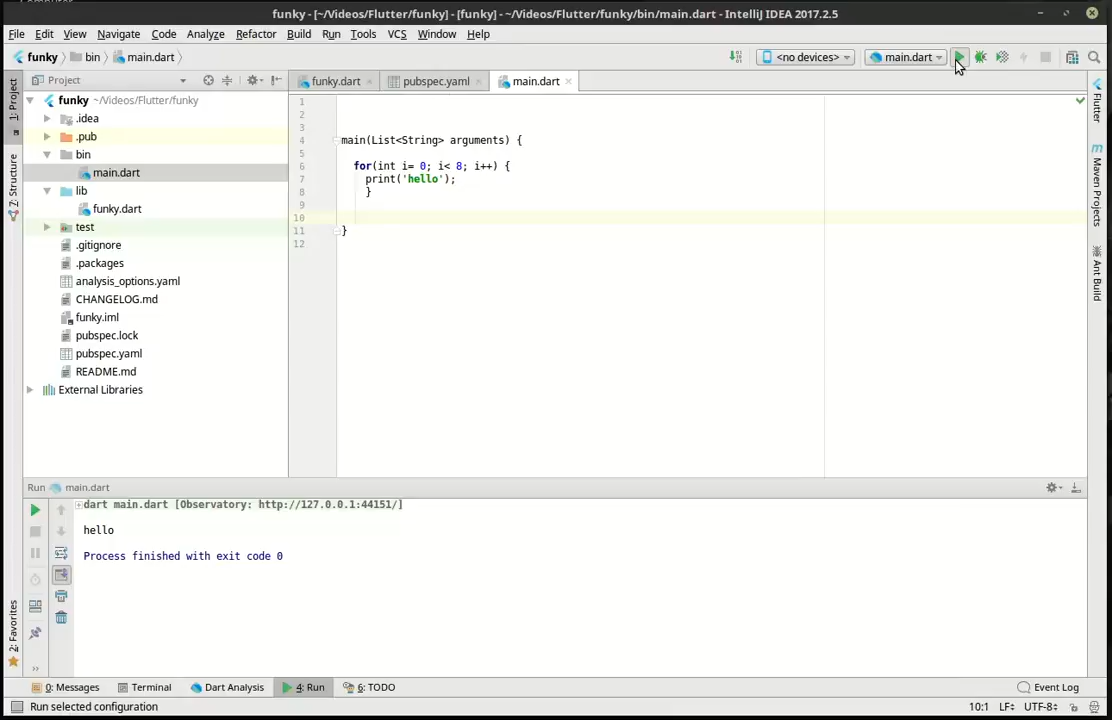 funky - [~/Videos/Flutter/funky] - [funky] - ~/Videos/Flutter/funky/bin/main.dart - IntelliJ IDEA 2017.2.5
File Edit View Navigate Code Analyze Refactor Build Run Tools VCS Window Help
funky bin main.dart <no devices> main.dart
Project
funky.dart pubspec.yaml main.dart
1: Project
7: Structure
2: Favorites
funky ~/Videos/Flutter/funky
.idea
.pub
bin
main.dart
lib
funky.dart
test
.gitignore
.packages
analysis_options.yaml
CHANGELOG.md
funky.iml
pubspec.lock
pubspec.yaml
README.md
External Libraries
1
2
3
4 main(List<String> arguments) {
5
6 for(int i= 0; i< 8; i++) {
7 print('hello');
8 }
9
10
11 }
12
Flutter
Maven Projects
Ant Build
Run main.dart
dart main.dart [Observatory: http://127.0.0.1:44151/]
hello
Process finished with exit code 0
0: Messages Terminal Dart Analysis 4: Run 6: TODO Event Log
Run selected configuration 10:1 LF UTF-8